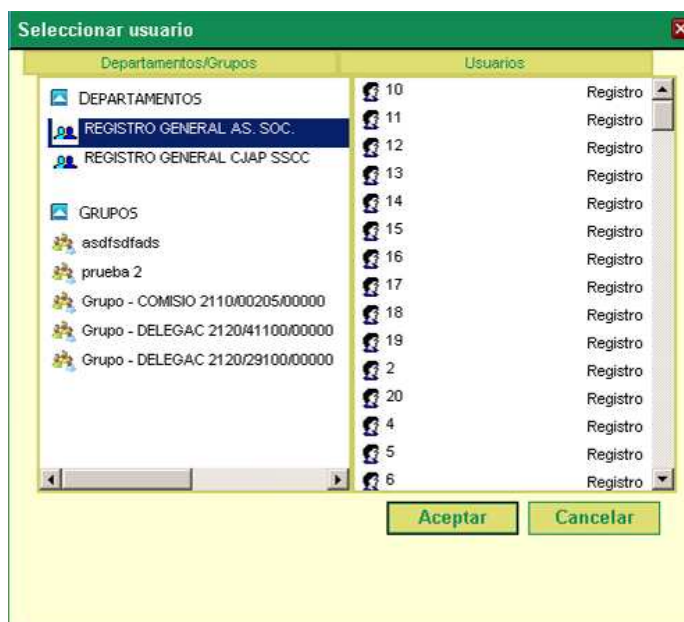 Seleccionar usuario
Departamentos/Grupos
DEPARTAMENTOS
REGISTRO GENERAL AS. SOC.
REGISTRO GENERAL CJAP SSCC
GRUPOS
asdfsdfads
prueba 2
Grupo - COMISIO 2110/00205/00000
Grupo - DELEGAC 2120/41100/00000
Grupo - DELEGAC 2120/29100/00000
Usuarios
10 Registro
11 Registro
12 Registro
13 Registro
14 Registro
15 Registro
16 Registro
17 Registro
18 Registro
19 Registro
2 Registro
20 Registro
4 Registro
5 Registro
6 Registro
Aceptar
Cancelar